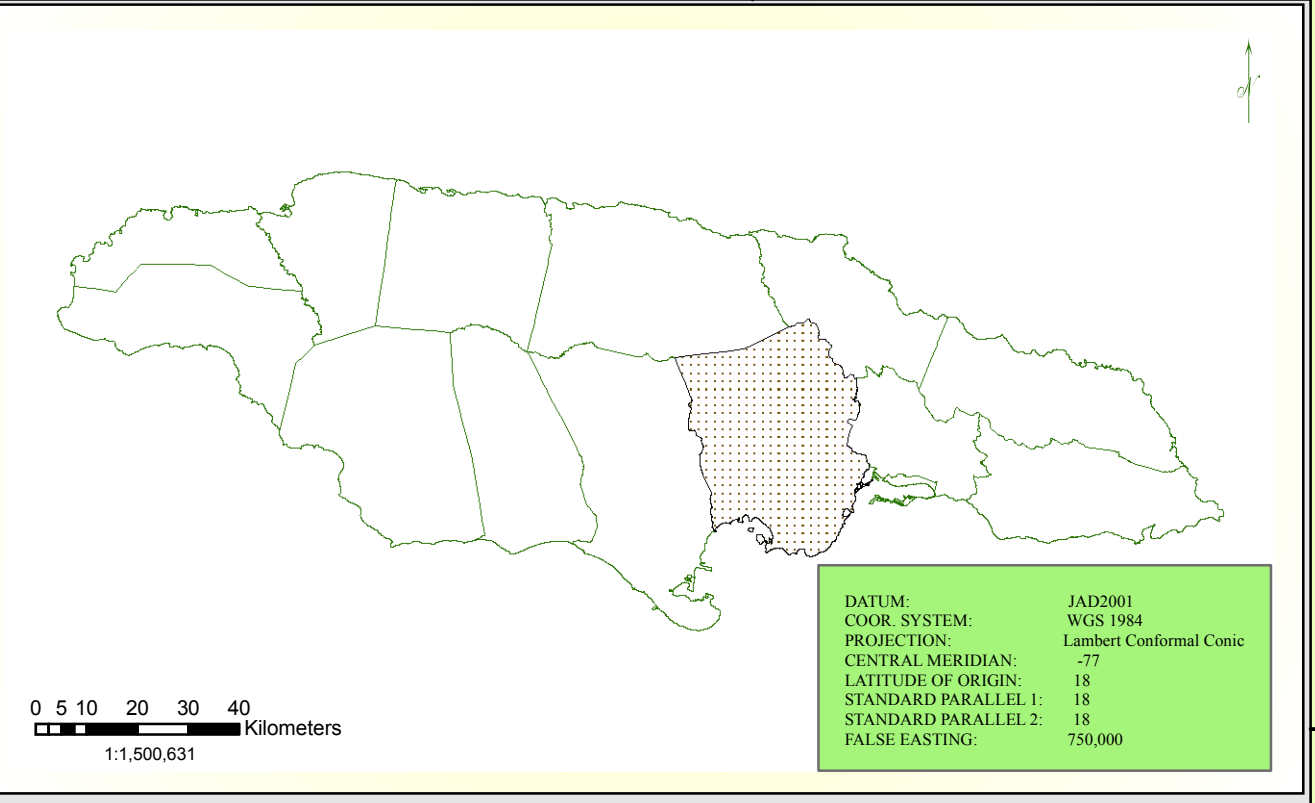 N
DATUM: JAD2001
COOR. SYSTEM: WGS 1984
PROJECTION: Lambert Conformal Conic
CENTRAL MERIDIAN: -77
LATITUDE OF ORIGIN: 18
STANDARD PARALLEL 1: 18
STANDARD PARALLEL 2: 18
FALSE EASTING: 750,000
0 5 10 20 30 40
Kilometers
1:1,500,631